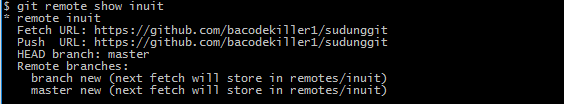 $ git remote show inuit
* remote inuit
  Fetch URL: https://github.com/bacodekiller1/sudunggit
  Push  URL: https://github.com/bacodekiller1/sudunggit
  HEAD branch: master
  Remote branches:
    branch new (next fetch will store in remotes/inuit)
    master new (next fetch will store in remotes/inuit)